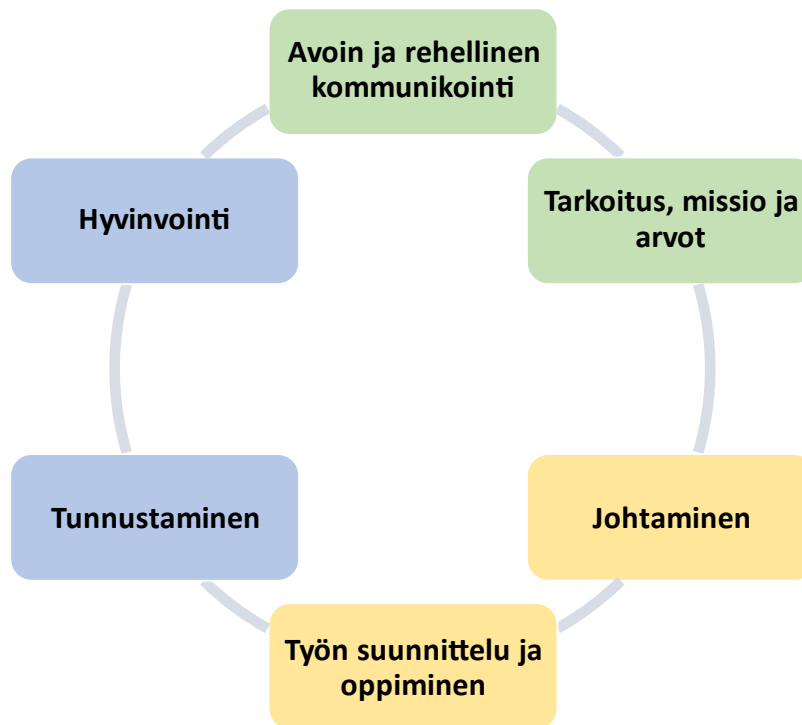 Avoin ja rehellinen
kommunikointi
Tarkoitus, missio ja
arvot
Johtaminen
Työn suunnittelu ja
oppiminen
Tunnustaminen
Hyvinvointi